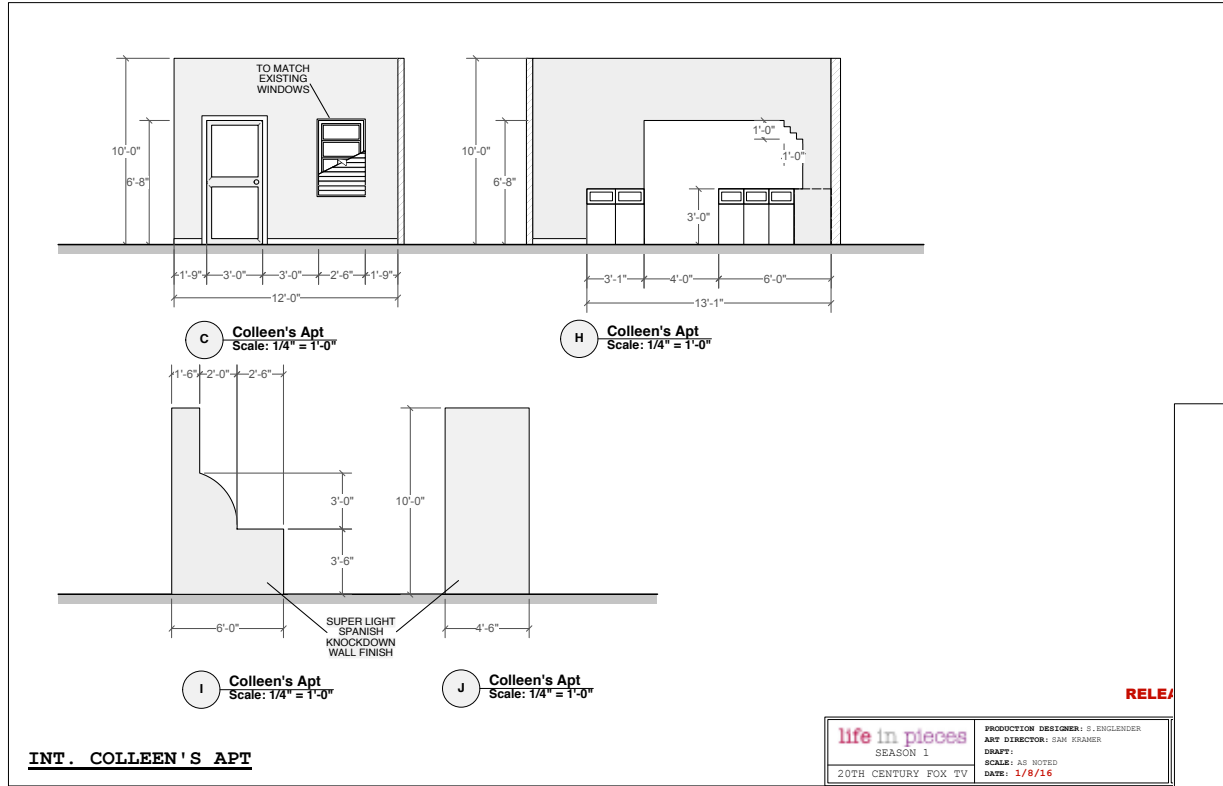 TO MATCH
EXISTING
WINDOWS
10'-0"
6'-8"
1'-9"
3'-0"
3'-0"
2'-6"
1'-9"
12'-0"
C
Colleen's Apt
Scale: 1/4" = 1'-0"
10'-0"
6'-8"
1'-0"
1'-0"
3'-0"
3'-1"
4'-0"
6'-0"
13'-1"
H
Colleen's Apt
Scale: 1/4" = 1'-0"
1'-6"
2'-0"
2'-6"
3'-0"
3'-6"
6'-0"
I
Colleen's Apt
Scale: 1/4" = 1'-0"
10'-0"
4'-6"
SUPER LIGHT
SPANISH
KNOCKDOWN
WALL FINISH
J
Colleen's Apt
Scale: 1/4" = 1'-0"
INT. COLLEEN'S APT
life in pieces
SEASON 1
20TH CENTURY FOX TV
PRODUCTION DESIGNER: S.ENGLENDER
ART DIRECTOR: SAM KRAMER
DRAFT:
SCALE: AS NOTED
DATE: 1/8/16